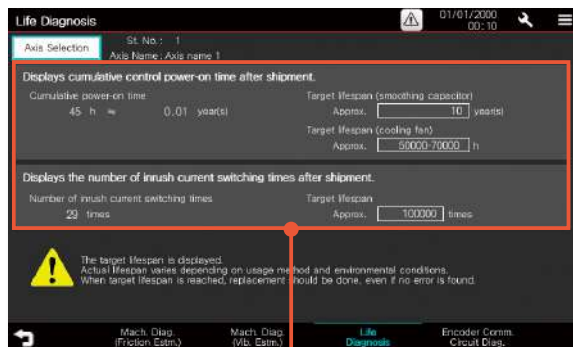 Life Diagnosis
01/01/2000
00:10
Axis Selection
St. No.: 1
Axis Name: Axis name 1
Displays cumulative control power-on time after shipment.
Cumulative power-on time
45 h ≈ 0.01 year(s)
Target lifespan (smoothing capacitor)
Approx. 10 year(s)
Target lifespan (cooling fan)
Approx. 50000-70000 h
Displays the number of inrush current switching times after shipment.
Number of inrush current switching times
29 times
Target lifespan
Approx. 100000 times
The target lifespan is displayed.
Actual lifespan varies depending on usage method and environmental conditions.
When target lifespan is reached, replacement should be done, even if no error is found.
Mach. Diag.
(Friction Estm.)
Mach. Diag.
(Vib. Estm.)
Life
Diagnosis
Encoder Comm.
Circuit Diag.